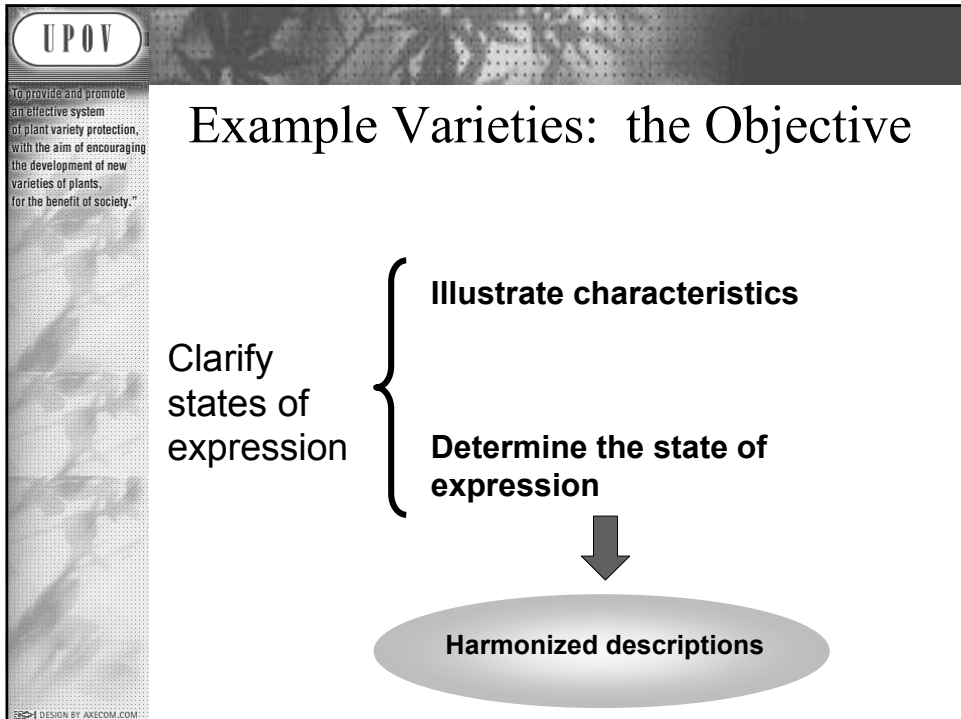 UPOV
"To provide and promote
an effective system
of plant variety protection,
with the aim of encouraging
the development of new
varieties of plants,
for the benefit of society."
Example Varieties: the Objective
Illustrate characteristics
Clarify
states of
expression
Determine the state of
expression
Harmonized descriptions
DESIGN BY AXECOM.COM